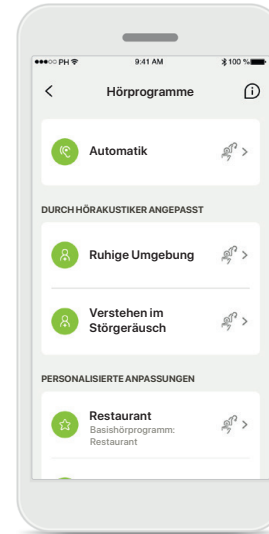 PH 9:41 AM 100 %
Hörprogramme
Automatik
DURCH HÖRAKUSTIKER ANGEPASST
Ruhige Umgebung
Verstehen im
Störgeräusch
PERSONALISIERTE ANPASSUNGEN
Restaurant
Basishörprogramm:
Restaurant